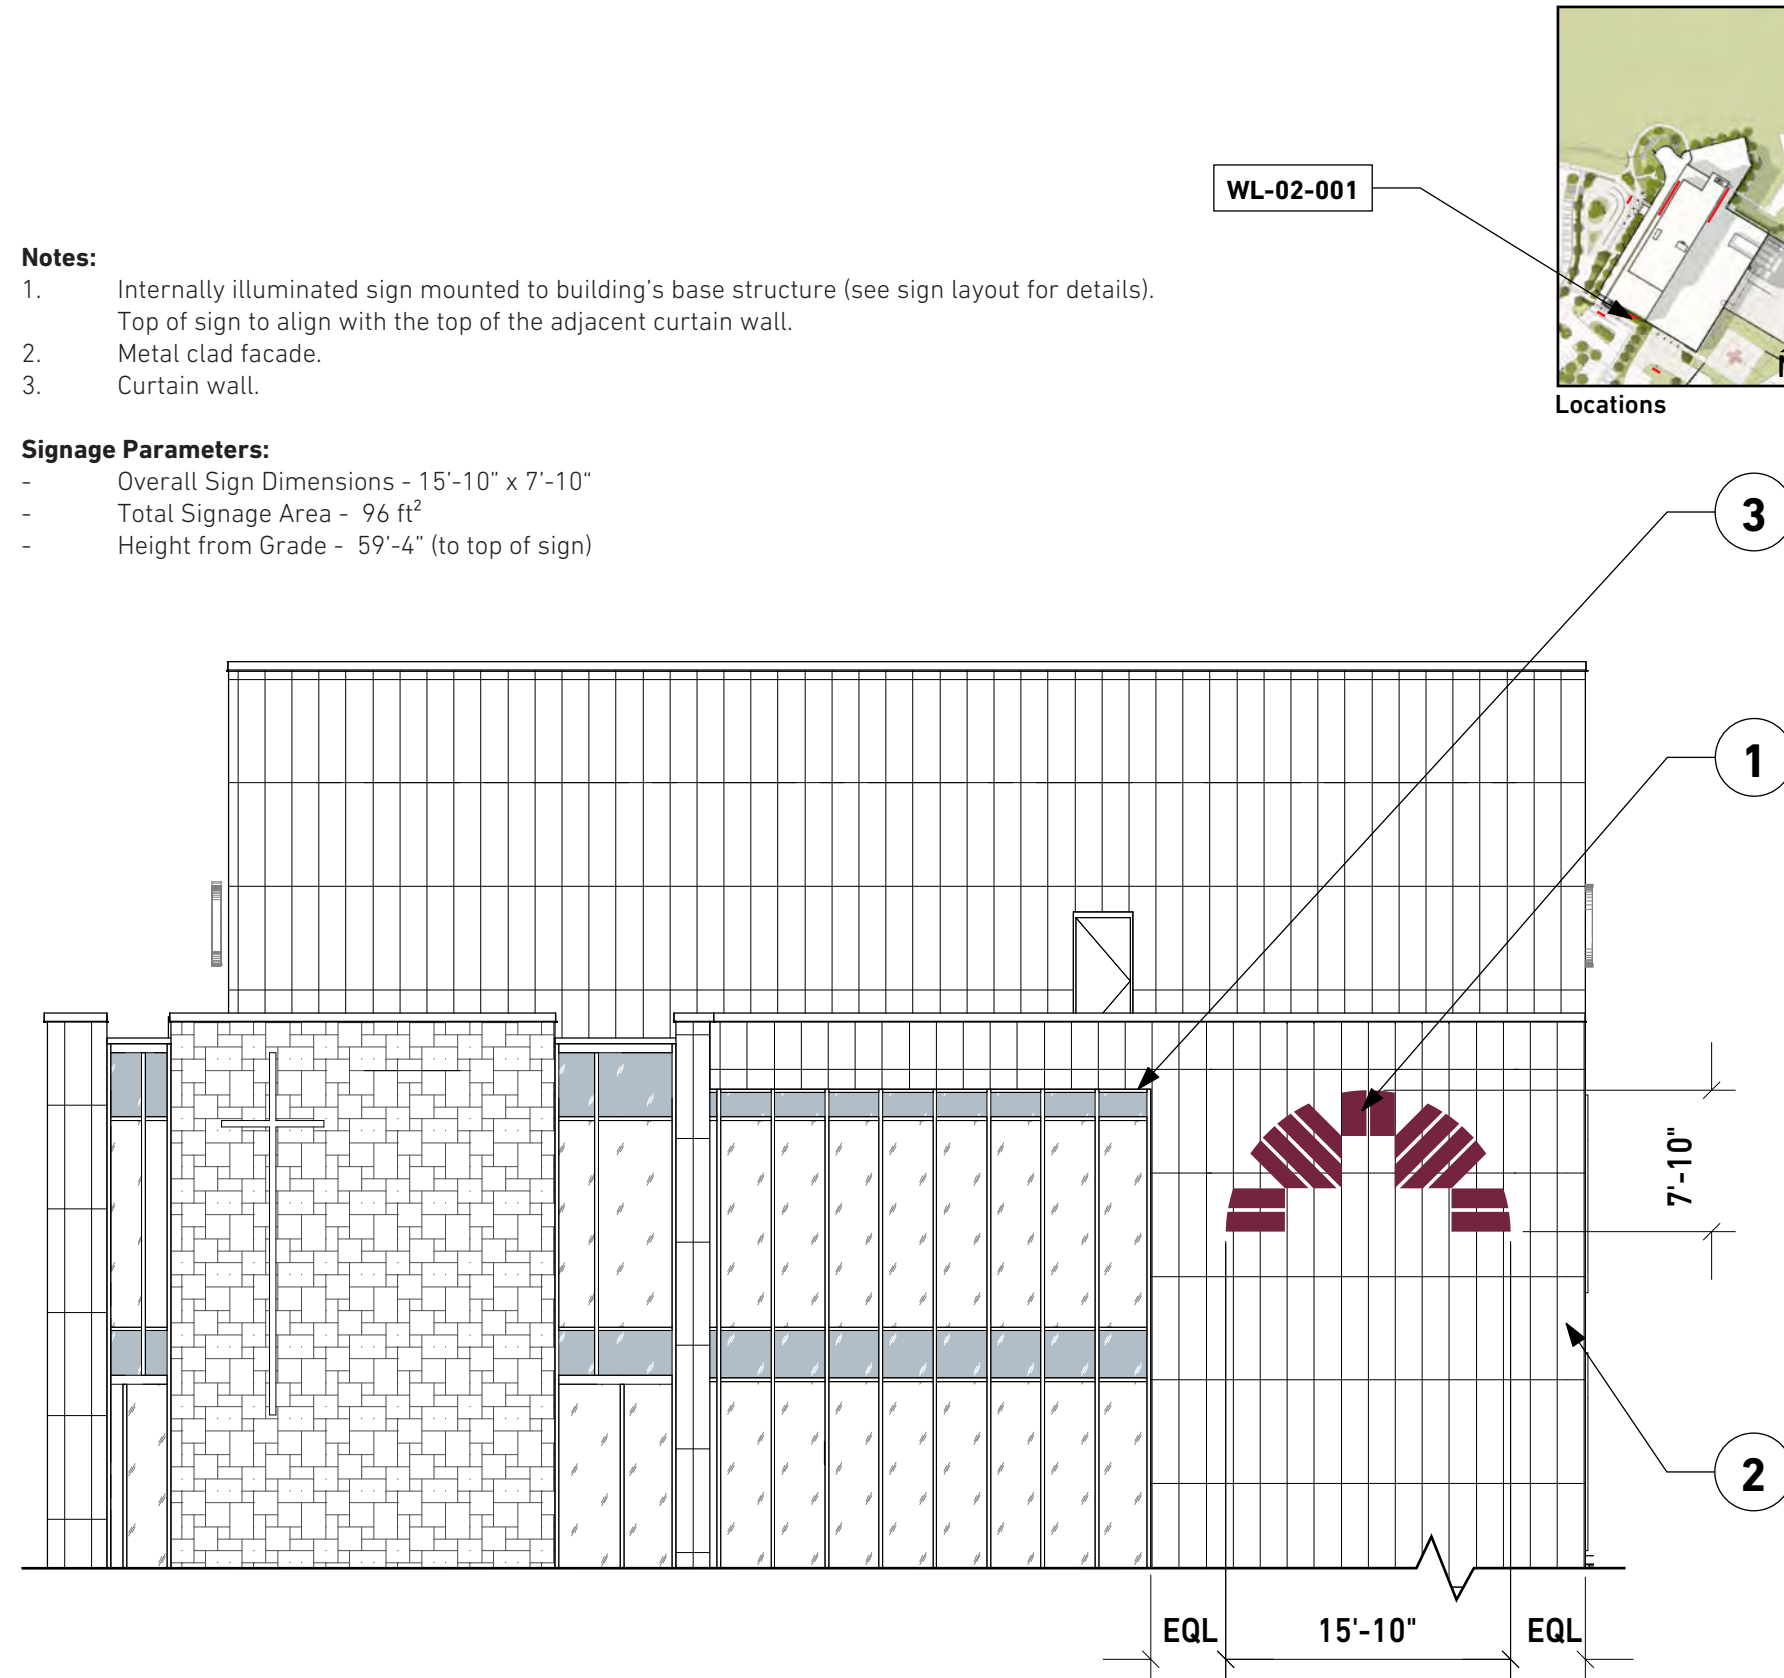 WL-02-001
Notes:
1. Internally illuminated sign mounted to building's base structure (see sign layout for details).
Top of sign to align with the top of the adjacent curtain wall.
2. Metal clad facade.
3. Curtain wall.
Locations
Signage Parameters:
- Overall Sign Dimensions - 15'-10” x 7'-10“
- Total Signage Area - 96 ft²
- Height from Grade - 59'-4” (to top of sign)
3
1
7'-10"
2
EQL 15'-10" EQL